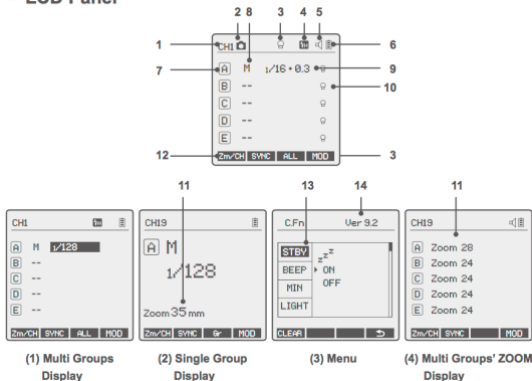 LCD Panel
2 8 3 4 5
1 CH1 6
7 A M 1/16+0.3 9
B -- 10
C --
D --
E --
12 Zm/CH SYNC ALL MOD 3
11 13 14 11
CH1
A M 1/128
B --
C --
D --
E --
Zm/CH SYNC ALL MOD
(1) Multi Groups
Display
CH19
A M
1/128
Zoom 35 mm
Zm/CH SYNC Gr MOD
(2) Single Group
Display
C.Fn Ver 9.2
STBY zzz
BEEP ON
MIN OFF
LIGHT
CLEAR
(3) Menu
CH19
A Zoom 28
B Zoom 24
C Zoom 24
D Zoom 24
E Zoom 24
Zm/CH SYNC MOD
(4) Multi Groups' ZOOM
Display